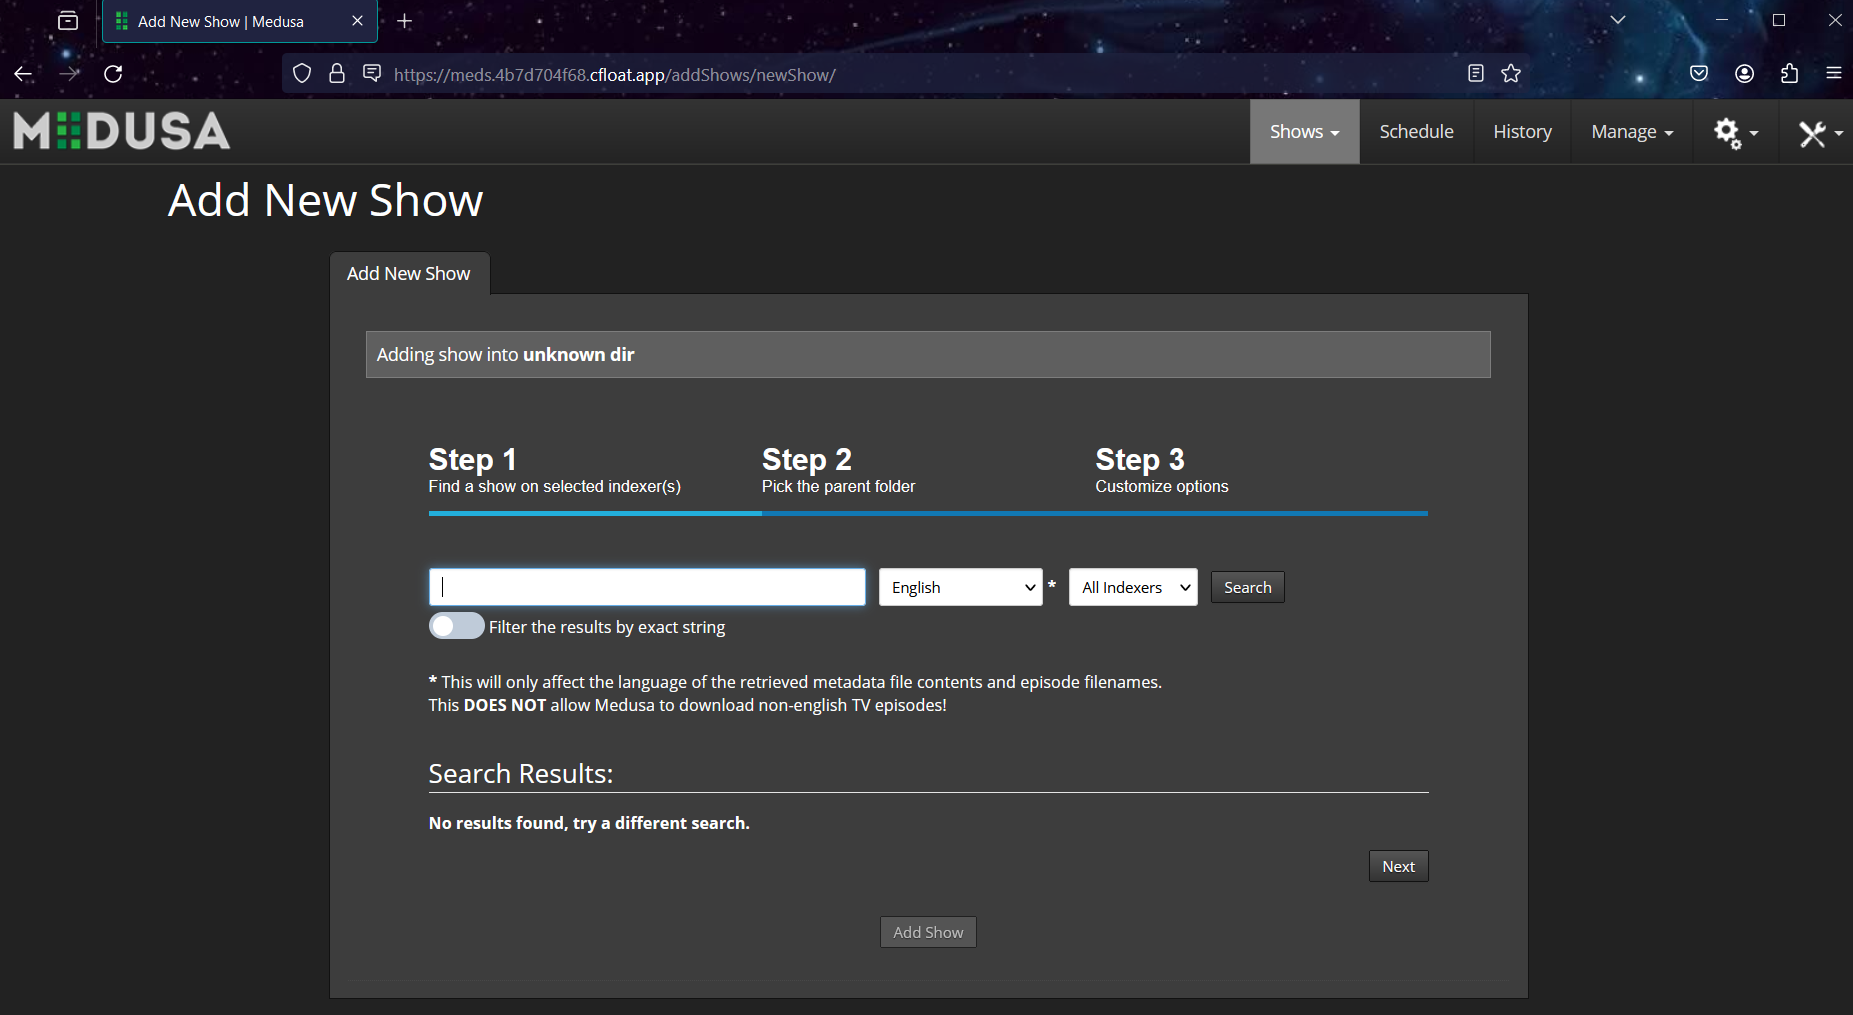 Add New Show | Medusa
https://meds.4b7d704f68.cfloat.app/addShows/newShow/
MEDUSA
Shows
Schedule
History
Manage
Add New Show
Add New Show
Adding show into unknown dir
Step 1
Find a show on selected indexer(s)
Step 2
Pick the parent folder
Step 3
Customize options
English
*
All Indexers
Search
Filter the results by exact string
* This will only affect the language of the retrieved metadata file contents and episode filenames.
This DOES NOT allow Medusa to download non-english TV episodes!
Search Results:
No results found, try a different search.
Next
Add Show